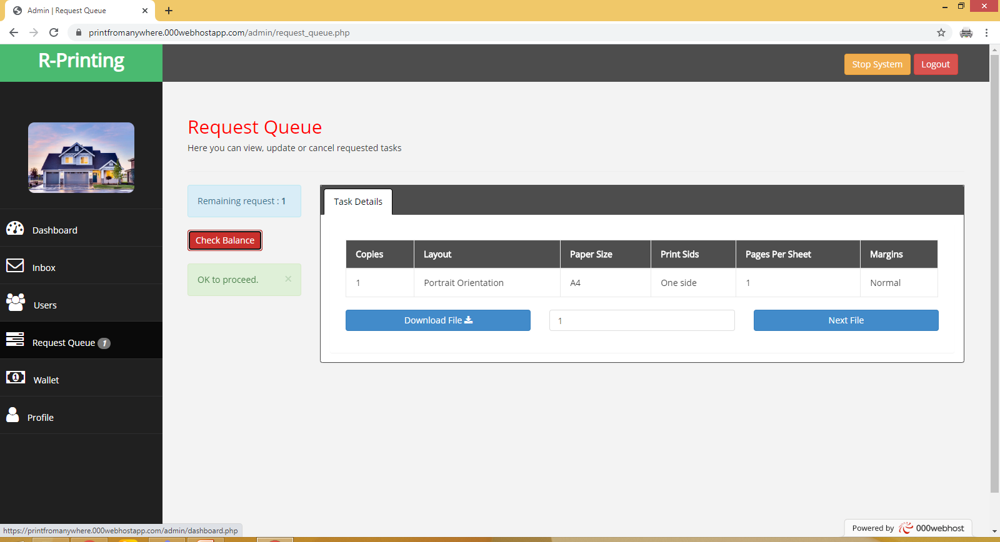 Admin | Request Queue
printfromanywhere.000webhostapp.com/admin/request_queue.php
R-Printing
Stop System
Logout
Request Queue
Here you can view, update or cancel requested tasks
Remaining request : 1
Check Balance
OK to proceed. ×
Dashboard
Inbox
Users
Request Queue 1
Wallet
Profile
Task Details
Copies Layout Paper Size Print Sids Pages Per Sheet Margins
1 Portrait Orientation A4 One side 1 Normal
Download File 1 Next File
https://printfromanywhere.000webhostapp.com/admin/dashboard.php
Powered by 000webhost